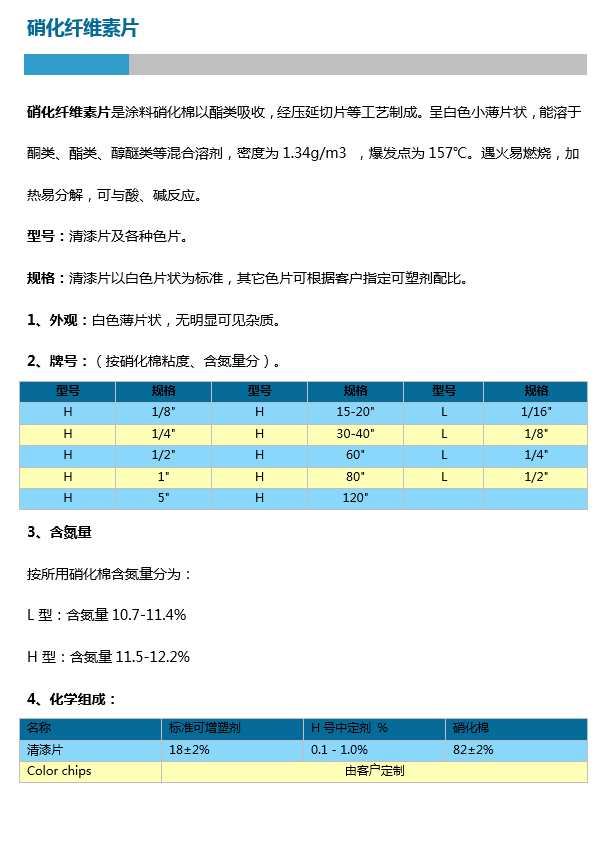 硝化纤维素片
硝化纤维素片是涂料硝化棉以酯类吸收，经压延切片等工艺制成。呈白色小薄片状，能溶于
酮类、酯类、醇醚类等混合溶剂，密度为 1.34g/m3 ，爆发点为 157℃。遇火易燃烧，加
热易分解，可与酸、碱反应。
型号：清漆片及各种色片。
规格：清漆片以白色片状为标准，其它色片可根据客户指定可塑剂配比。
1、外观：白色薄片状，无明显可见杂质。
2、牌号：（按硝化棉粘度、含氮量分）。
型号 规格 型号 规格 型号 规格
H 1/8" H 15-20" L 1/16"
H 1/4" H 30-40" L 1/8"
H 1/2" H 60" L 1/4"
H 1" H 80" L 1/2"
H 5" H 120"
3、含氮量
按所用硝化棉含氮量分为：
L 型：含氮量 10.7-11.4%
H 型：含氮量 11.5-12.2%
4、化学组成：
名称 标准可增塑剂 H 号中定剂 % 硝化棉
清漆片 18±2% 0.1 - 1.0% 82±2%
Color chips 由客户定制